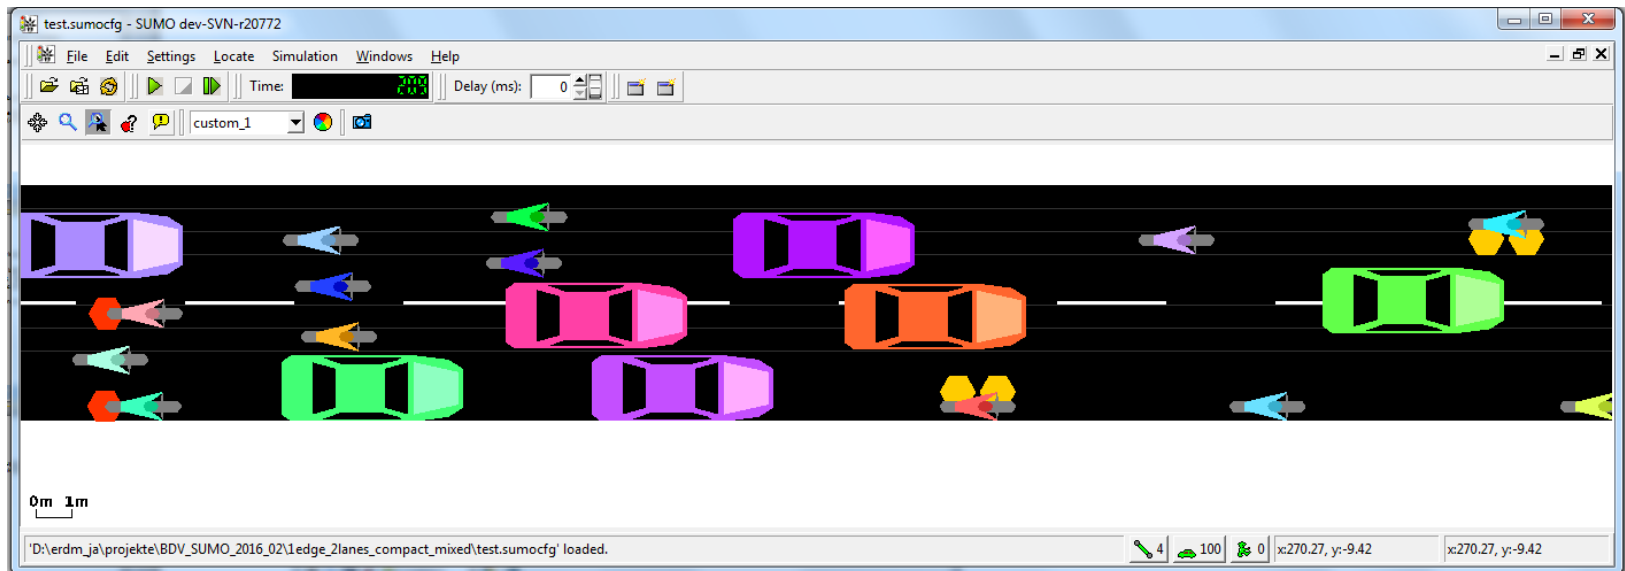 test.sumocfg - SUMO dev-SVN-r20772
File Edit Settings Locate Simulation Windows Help
Time: 209 Delay (ms): 0
custom_1
0m 1m
'D:\erdm_ja\projekte\BDV_SUMO_2016_02\1edge_2lanes_compact_mixed\test.sumocfg' loaded. 4 100 0 x:270.27, y:-9.42 x:270.27, y:-9.42